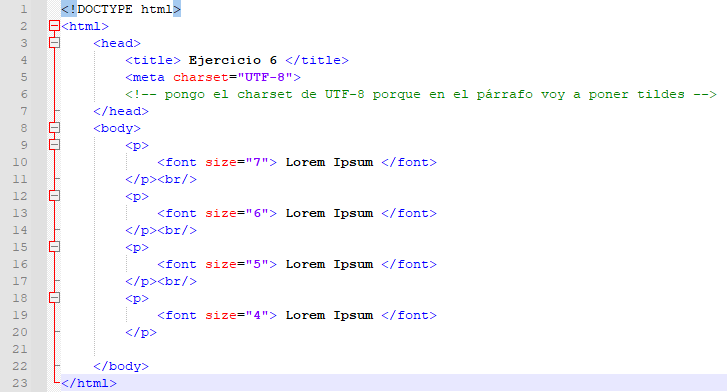 1 <!DOCTYPE html>
2 <html>
3 <head>
4 <title> Ejercicio 6 </title>
5 <meta charset="UTF-8">
6 <!-- pongo el charset de UTF-8 porque en el párrafo voy a poner tildes -->
7 </head>
8 <body>
9 <p>
10 <font size="7"> Lorem Ipsum </font>
11 </p><br/>
12 <p>
13 <font size="6"> Lorem Ipsum </font>
14 </p><br/>
15 <p>
16 <font size="5"> Lorem Ipsum </font>
17 </p><br/>
18 <p>
19 <font size="4"> Lorem Ipsum </font>
20 </p>
21
22 </body>
23 </html>